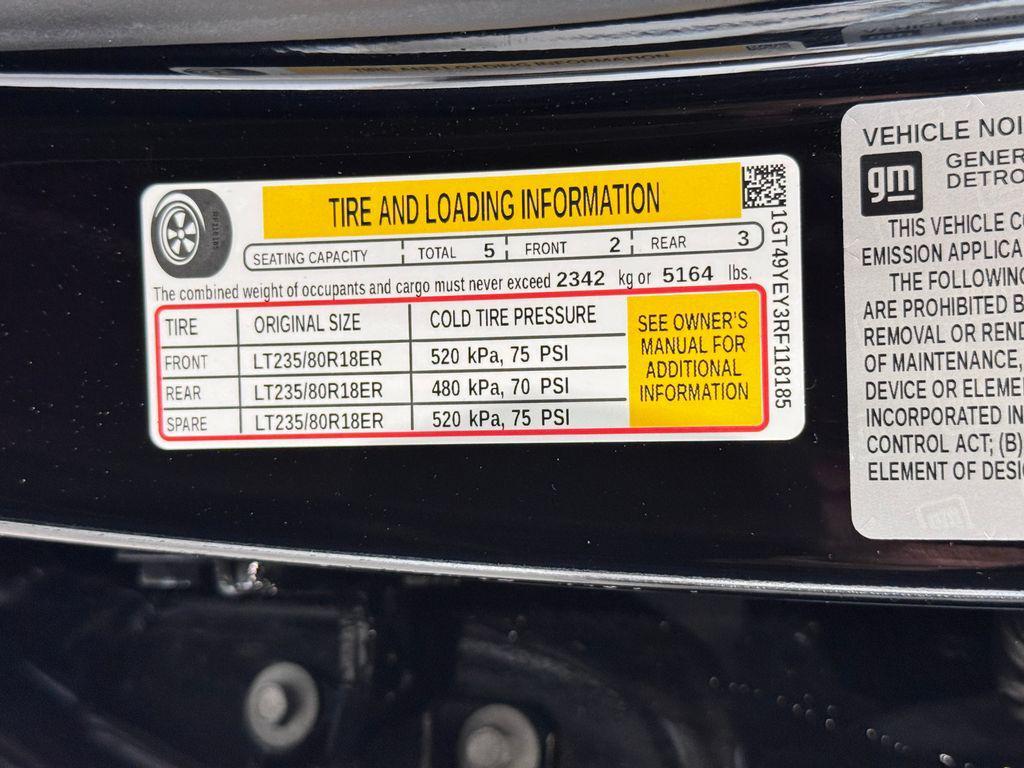 TIRE AND LOADING INFORMATION
SEATING CAPACITY TOTAL 5 FRONT 2 REAR 3
The combined weight of occupants and cargo must never exceed 2342 kg or 5164 lbs.
TIRE ORIGINAL SIZE COLD TIRE PRESSURE
FRONT LT235/80R18ER 520 kPa, 75 PSI
REAR LT235/80R18ER 480 kPa, 70 PSI
SPARE LT235/80R18ER 520 kPa, 75 PSI
SEE OWNER'S
MANUAL FOR
ADDITIONAL
INFORMATION
1GT49YEY3RF118185
VEHICLE NOI
gm
GENER
DETRO
THIS VEHICLE CO
EMISSION APPLICA
THE FOLLOWING
ARE PROHIBITED B
REMOVAL OR REND
OF MAINTENANCE,
DEVICE OR ELEME
INCORPORATED IN
CONTROL ACT; (B)
ELEMENT OF DESI